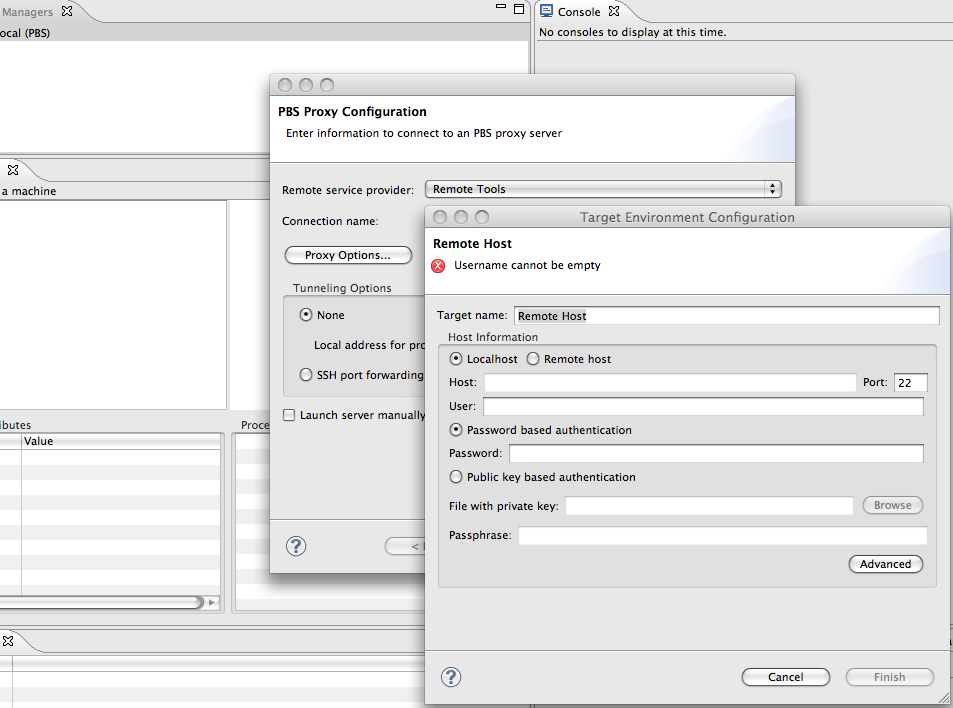 Managers
Console
ocal (PBS)
No consoles to display at this time.
PBS Proxy Configuration
Enter information to connect to an PBS proxy server
a machine
Remote service provider: Remote Tools
Connection name:
Proxy Options...
Tunneling Options
None
Local address for pro
SSH port forwarding
Launch server manually
ibutes
Proce
Value
<
Target Environment Configuration
Remote Host
Username cannot be empty
Target name: Remote Host
Host Information
Localhost Remote host
Host: Port: 22
User:
Password based authentication
Password:
Public key based authentication
File with private key: Browse
Passphrase:
Advanced
? Cancel Finish
?